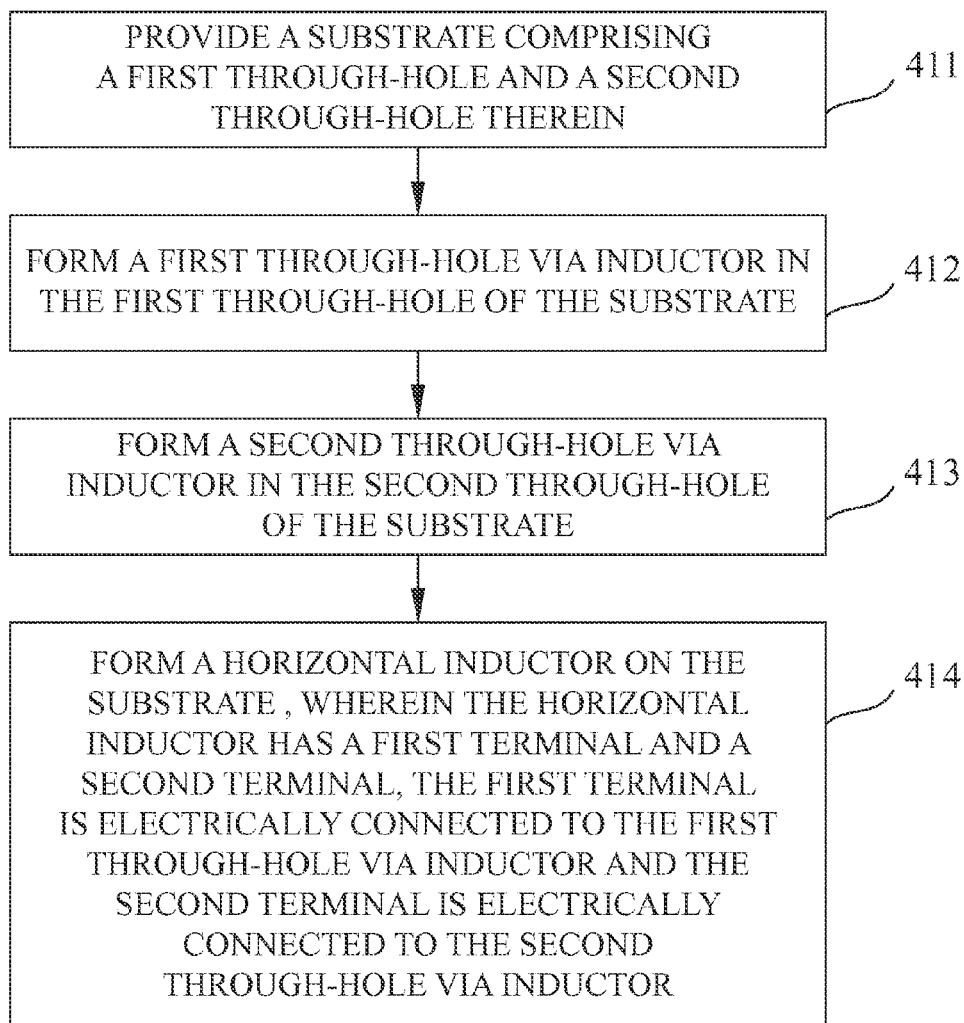 PROVIDE A SUBSTRATE COMPRISING
A FIRST THROUGH-HOLE AND A SECOND
THROUGH-HOLE THEREIN
411
FORM A FIRST THROUGH-HOLE VIA INDUCTOR IN
THE FIRST THROUGH-HOLE OF THE SUBSTRATE
412
FORM A SECOND THROUGH-HOLE VIA
INDUCTOR IN THE SECOND THROUGH-HOLE
OF THE SUBSTRATE
413
FORM A HORIZONTAL INDUCTOR ON THE
SUBSTRATE , WHEREIN THE HORIZONTAL
INDUCTOR HAS A FIRST TERMINAL AND A
SECOND TERMINAL, THE FIRST TERMINAL
IS ELECTRICALLY CONNECTED TO THE FIRST
THROUGH-HOLE VIA INDUCTOR AND THE
SECOND TERMINAL IS ELECTRICALLY
CONNECTED TO THE SECOND
THROUGH-HOLE VIA INDUCTOR
414